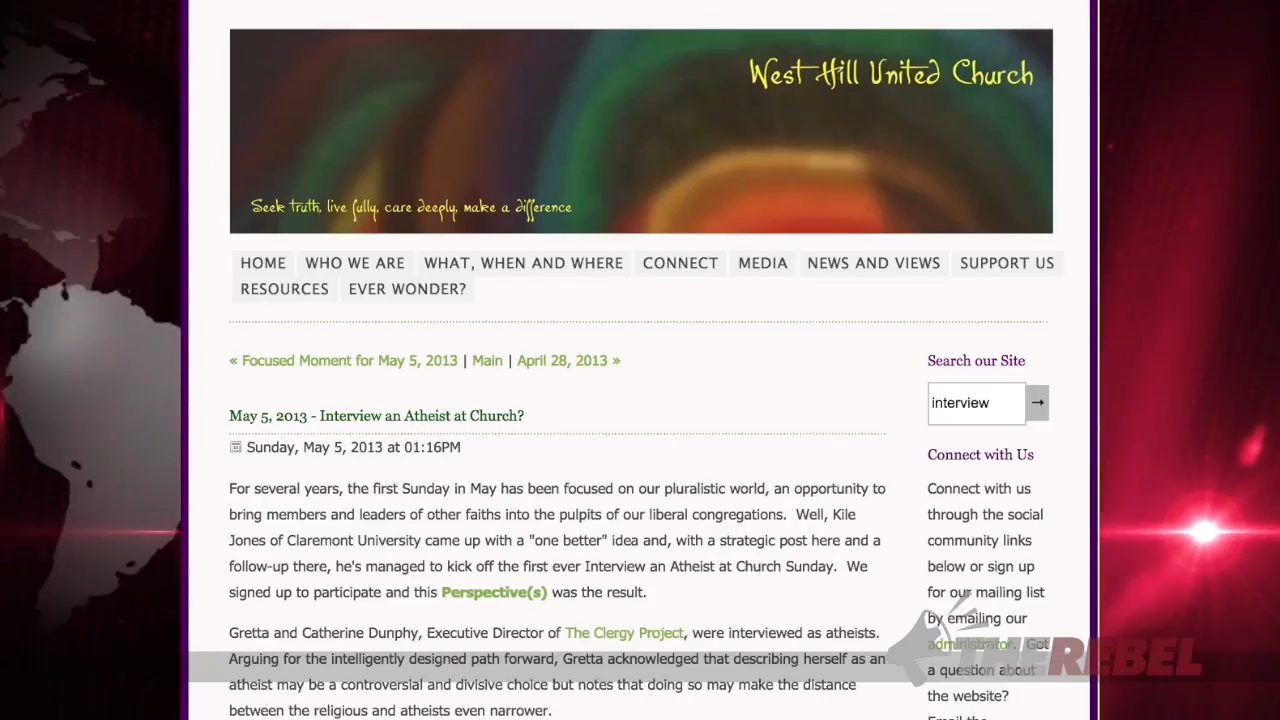 West Hill United Church
Seek truth, live fully, care deeply, make a difference
HOME WHO WE ARE WHAT, WHEN AND WHERE CONNECT MEDIA NEWS AND VIEWS SUPPORT US
RESOURCES EVER WONDER?
« Focused Moment for May 5, 2013 | Main | April 28, 2013 »
May 5, 2013 - Interview an Atheist at Church?
Sunday, May 5, 2013 at 01:16PM
For several years, the first Sunday in May has been focused on our pluralistic world, an opportunity to
bring members and leaders of other faiths into the pulpits of our liberal congregations. Well, Kile
Jones of Claremont University came up with a "one better" idea and, with a strategic post here and a
follow-up there, he's managed to kick off the first ever Interview an Atheist at Church Sunday. We
signed up to participate and this Perspective(s) was the result.
Gretta and Catherine Dunphy, Executive Director of The Clergy Project, were interviewed as atheists.
Arguing for the intelligently designed path forward, Gretta acknowledged that describing herself as an
atheist may be a controversial and divisive choice but notes that doing so may make the distance
between the religious and atheists even narrower.
Search our Site
interview →
Connect with Us
Connect with us
through the social
community links
below or sign up
for our mailing list
by emailing our
administrator. Got
a question about
the website?
Email the
THEREBEL